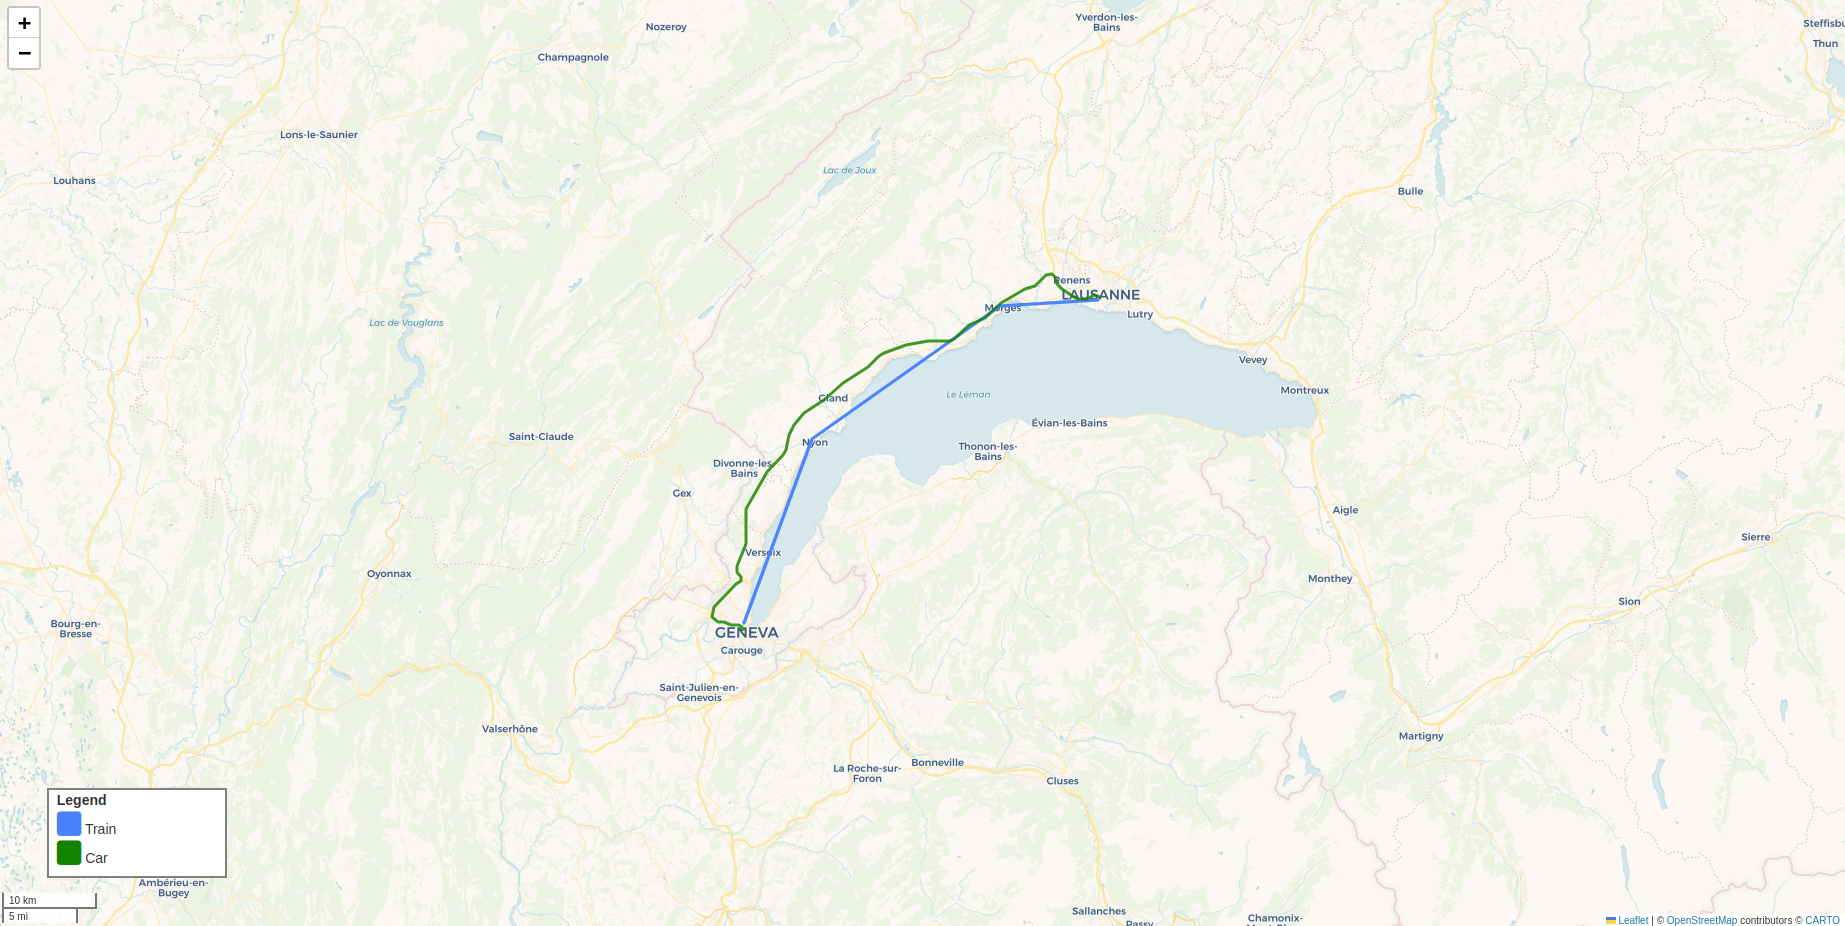 +
−
Nozeroy
Yverdon-les-
Bains
Steffisbu
Thun
Champagnole
Lons-le-Saunier
Louhans
Lac de Joux
Bulle
Renens
LAUSANNE
Morges
Lutry
Lac de Vouglans
Vevey
Montreux
Gland
Le Léman
Évian-les-Bains
Saint-Claude
Nyon
Thonon-les-
Bains
Divonne-les-
Bains
Gex
Aigle
Sierre
Versoix
Oyonnax
Monthey
Sion
Bourg-en-
Bresse
GENEVA
Carouge
Saint-Julien-en-
Genevois
Valserhône
Martigny
La Roche-sur-
Foron
Bonneville
Cluses
Legend
Train
Car
Ambérieu-en-
Bugey
10 km
5 mi
Sallanches
Passy
Chamonix-
Mont-Blanc
Leaflet | © OpenStreetMap contributors © CARTO